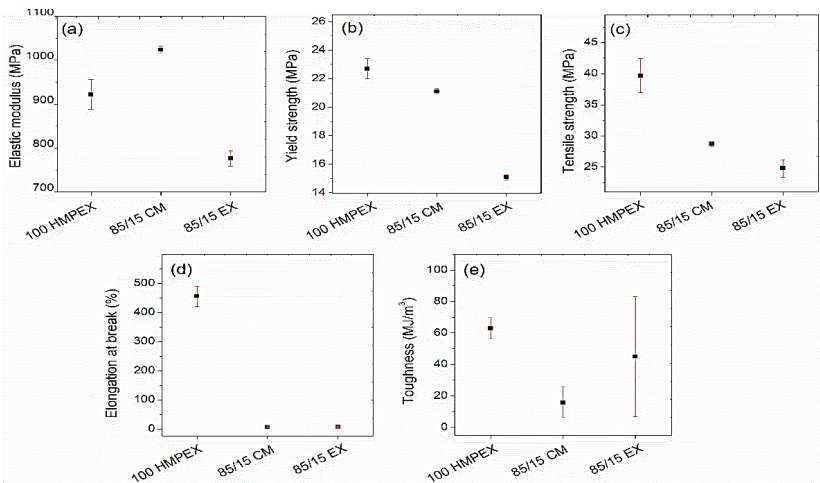 (a)
Elastic modulus (MPa)
1100
1000
900
800
700
100 HMPEX
85/15 CM
85/15 EX
(b)
Yield strength (MPa)
26
24
22
20
18
16
14
100 HMPEX
85/15 CM
85/15 EX
(c)
Tensile strength (MPa)
45
40
35
30
25
100 HMPEX
85/15 CM
85/15 EX
(d)
Elongation at break (%)
500
400
300
200
100
0
100 HMPEX
85/15 CM
85/15 EX
(e)
Toughness (MJ/m³)
100
80
60
40
20
0
100 HMPEX
85/15 CM
85/15 EX